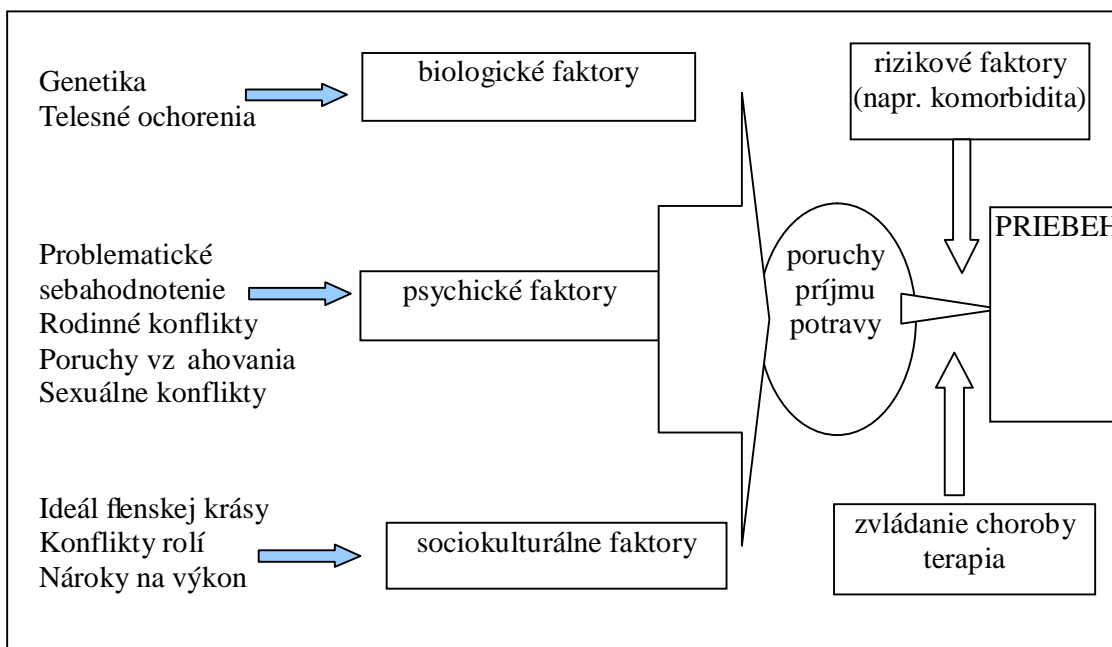 Genetika
Telesné ochorenia
biologické faktory
Problematické
sebahodnotenie
Rodinné konflikty
Poruchy vz ahovania
Sexuálne konflikty
psychické faktory
Ideál flenskej krásy
Konflikty rolí
Nároky na výkon
sociokulturálne faktory
poruchy
príjmu
potravy
rizikové faktory
(napr. komorbidita)
PRIEBEH
zvládanie choroby
terapia